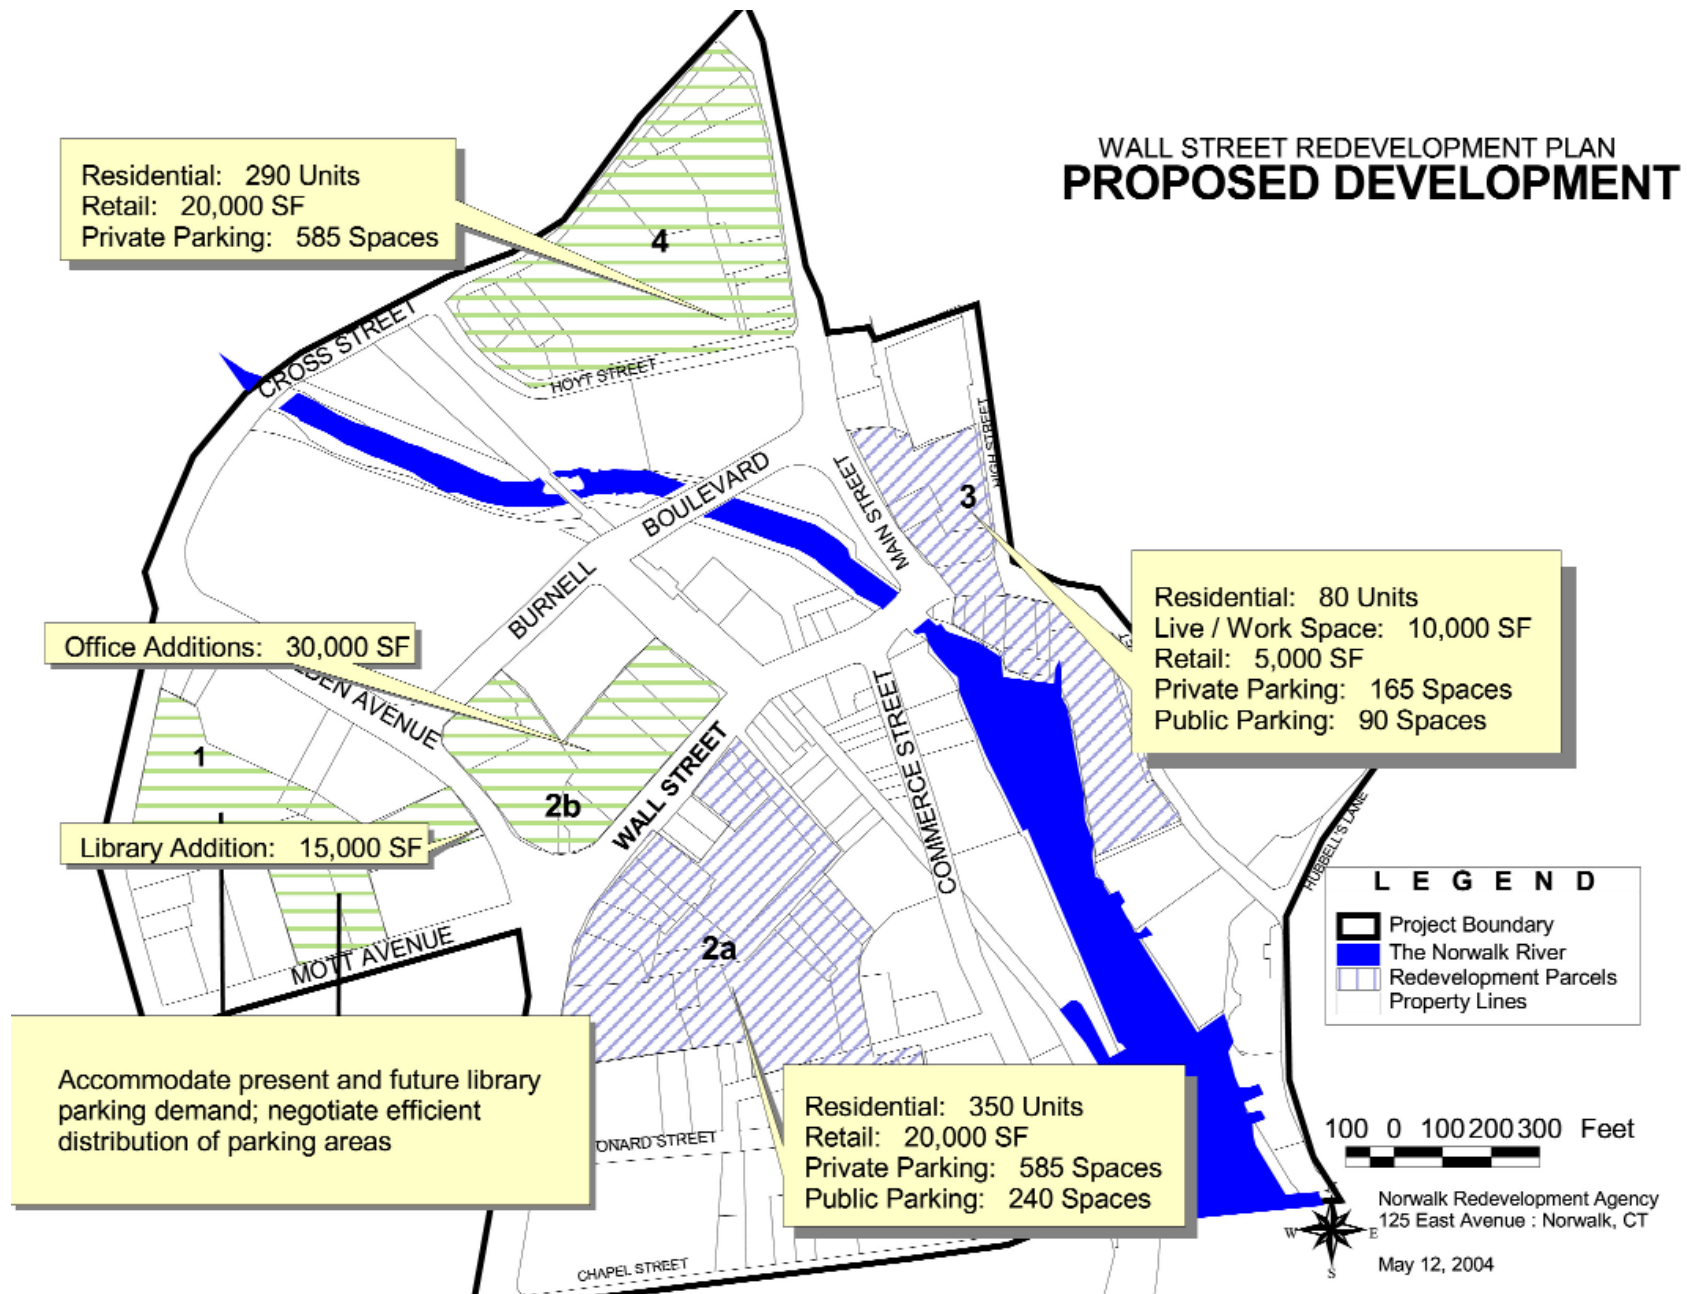 WALL STREET REDEVELOPMENT PLAN
PROPOSED DEVELOPMENT
Residential: 290 Units
Retail: 20,000 SF
Private Parking: 585 Spaces
4
CROSS STREET
HOYT STREET
HIGH STREET
MAIN STREET
3
BURNELL BOULEVARD
Residential: 80 Units
Live / Work Space: 10,000 SF
Retail: 5,000 SF
Private Parking: 165 Spaces
Public Parking: 90 Spaces
Office Additions: 30,000 SF
DEN AVENUE
1
2b
WALL STREET
COMMERCE STREET
Library Addition: 15,000 SF
HUBBELL'S LANE
MOTT AVENUE
2a
L E G E N D
Project Boundary
The Norwalk River
Redevelopment Parcels
Property Lines
Accommodate present and future library
parking demand; negotiate efficient
distribution of parking areas
ONARD STREET
Residential: 350 Units
Retail: 20,000 SF
Private Parking: 585 Spaces
Public Parking: 240 Spaces
CHAPEL STREET
100 0 100 200 300 Feet
Norwalk Redevelopment Agency
125 East Avenue : Norwalk, CT
May 12, 2004
W E
S